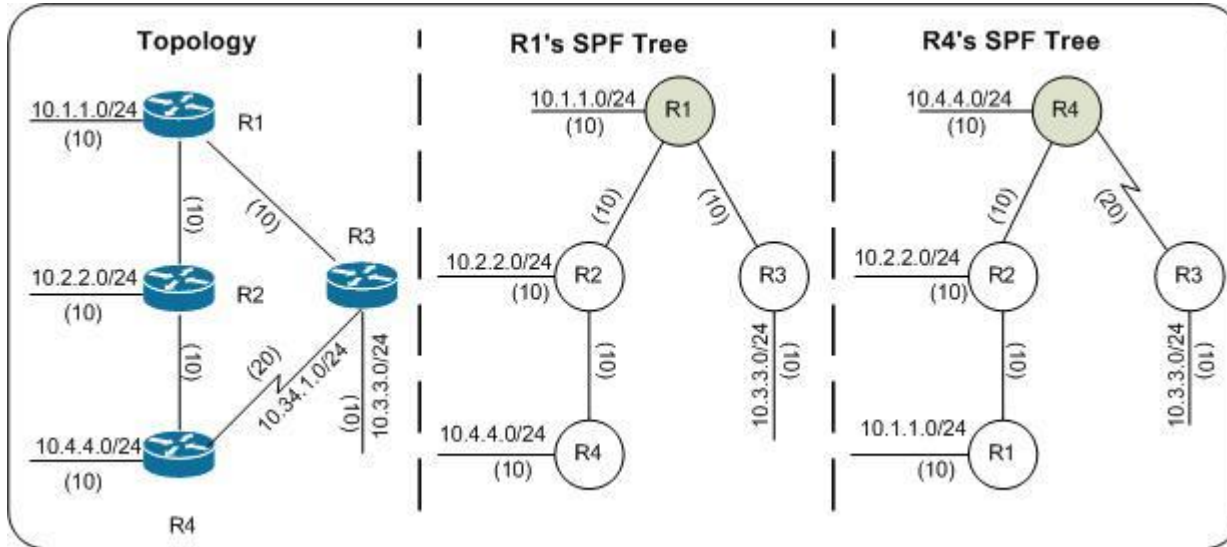 Topology
10.1.1.0/24
(10)
R1
(10)
(10)
R3
10.2.2.0/24
(10)
R2
(10)
(20)
10.34.1.0/24
10.3.3.0/24
(10)
10.4.4.0/24
(10)
R4
R1's SPF Tree
10.1.1.0/24
(10)
R1
(10)
(10)
10.2.2.0/24
(10)
R2
R3
(10)
10.3.3.0/24
(10)
10.4.4.0/24
(10)
R4
R4's SPF Tree
10.4.4.0/24
(10)
R4
(10)
(20)
10.2.2.0/24
(10)
R2
R3
(10)
10.3.3.0/24
(10)
10.1.1.0/24
(10)
R1